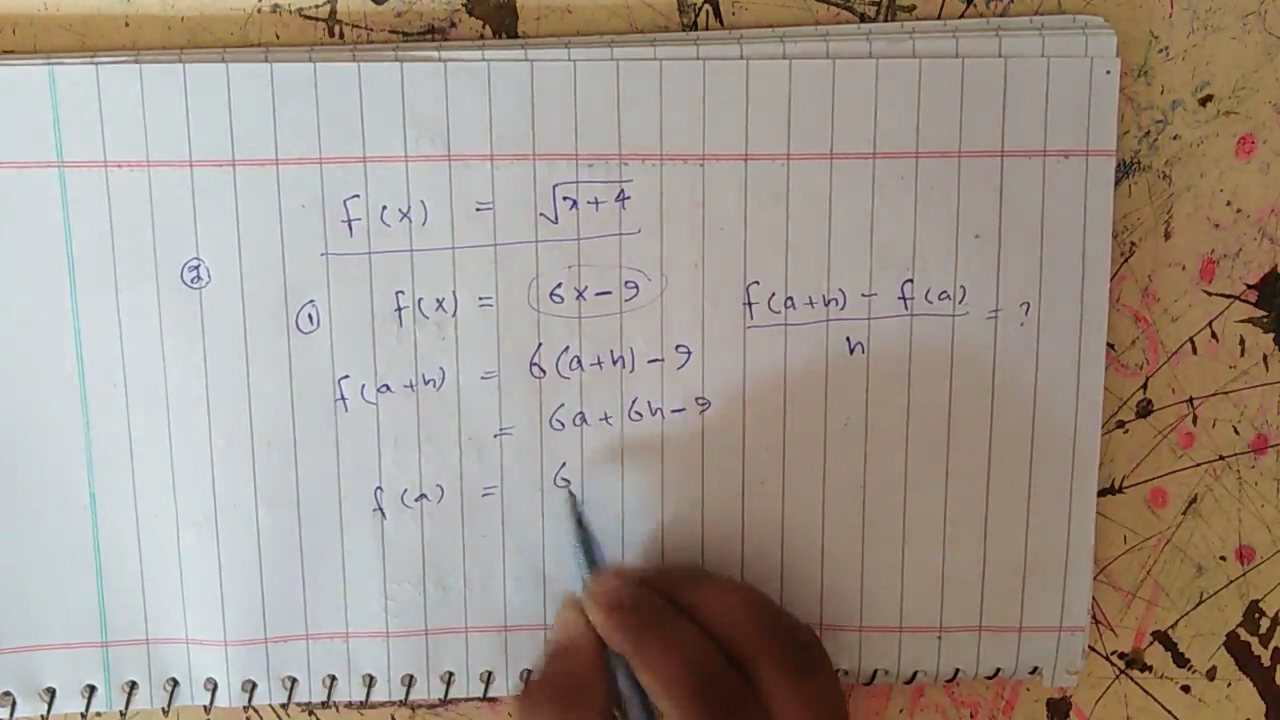 f(x) = √x+4
②
① f(x) = 6x-9
f(a+h) - f(a) / h = ?
f(a+h) = 6(a+h)-9
= 6a+6h-9
f(a) = 6